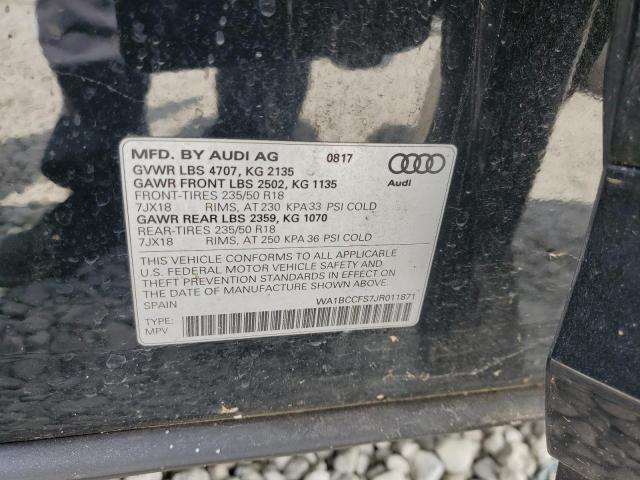 MFD. BY AUDI AG 0817
GVWR LBS 4707, KG 2135
GAWR FRONT LBS 2502, KG 1135
FRONT-TIRES 235/50 R18
7JX18 RIMS, AT 230 KPA 33 PSI COLD
GAWR REAR LBS 2359, KG 1070
REAR-TIRES 235/50 R18
7JX18 RIMS, AT 250 KPA 36 PSI COLD
Audi
THIS VEHICLE CONFORMS TO ALL APPLICABLE
U.S. FEDERAL MOTOR VEHICLE SAFETY AND
THEFT PREVENTION STANDARDS IN EFFECT ON
THE DATE OF MANUFACTURE SHOWN ABOVE
SPAIN WA1BCCFS7JR011871
TYPE:
MPV